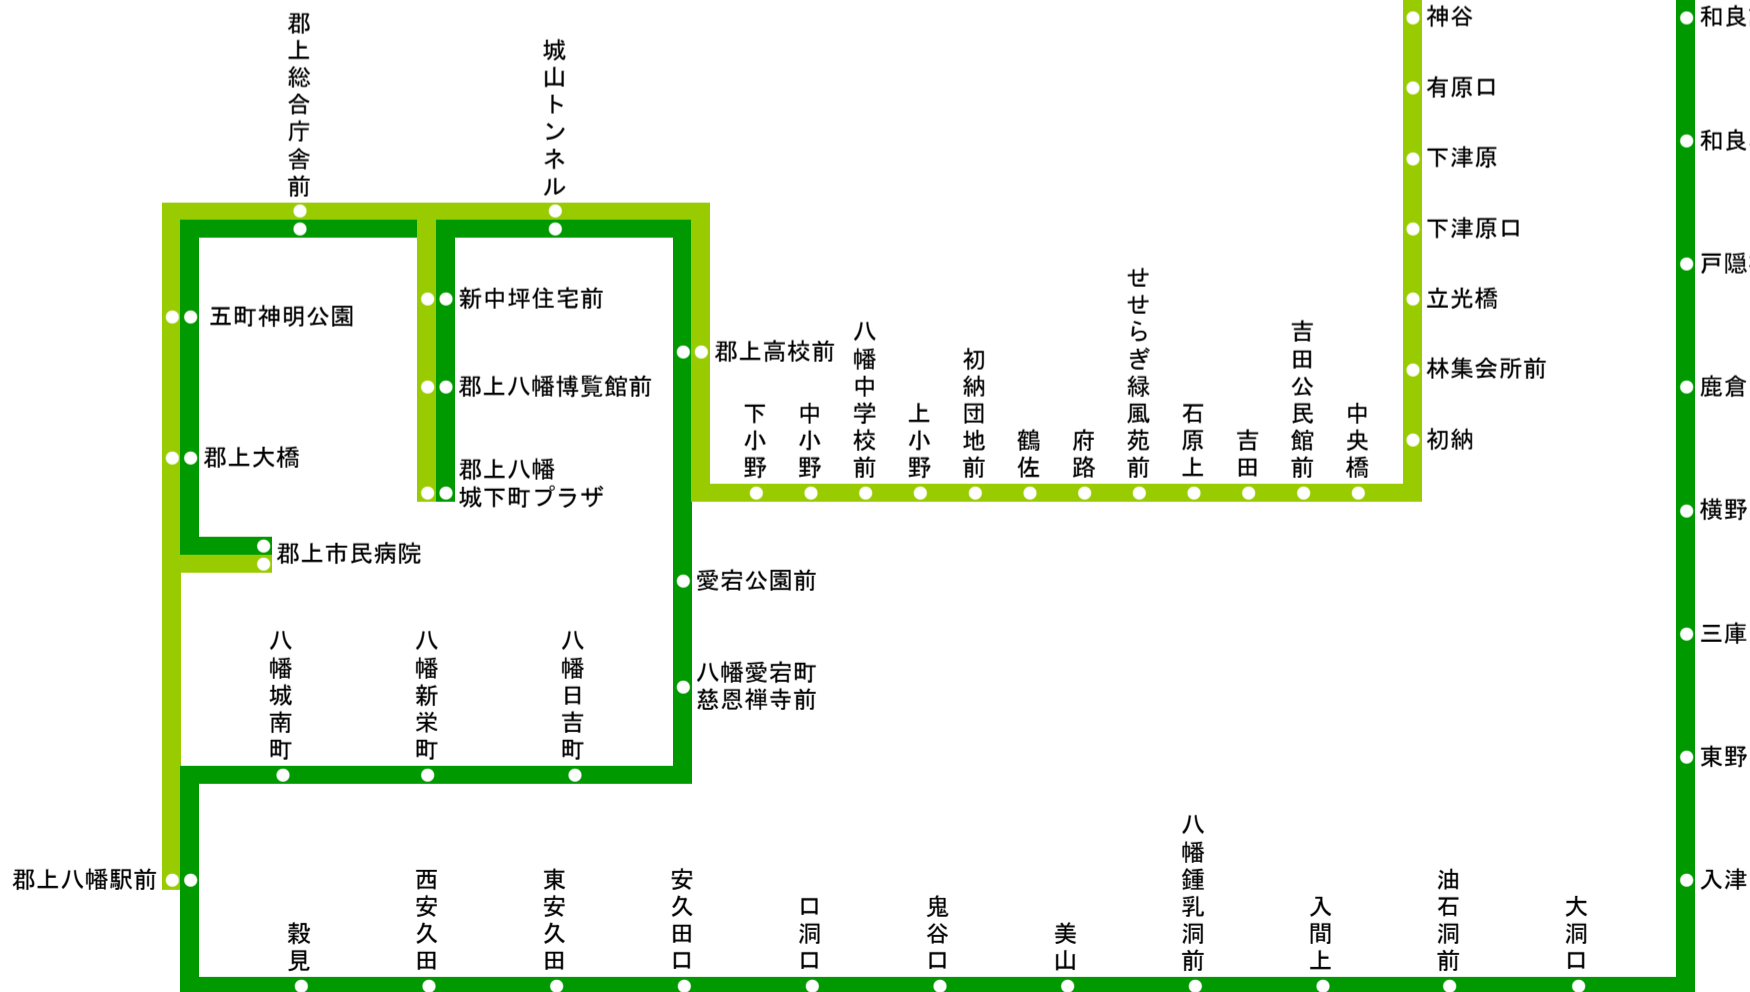 郡上総合庁舎前
城山トンネル
神谷
有原口
下津原
下津原口
立光橋
林集会所前
初納
和良
和良
戸隠
鹿倉
横野
三庫
東野
入津
五町神明公園
郡上大橋
郡上市民病院
新中坪住宅前
郡上八幡博覧館前
郡上八幡
城下町プラザ
郡上高校前
下小野
中小野
八幡中学校前
上小野
初納団地前
鶴佐
府路
せせらぎ緑風苑前
石原上
吉田
吉田公民館前
中央橋
愛宕公園前
八幡愛宕町
慈恩禅寺前
八幡城南町
八幡新栄町
八幡日吉町
郡上八幡駅前
穀見
西安久田
東安久田
安久田口
口洞口
鬼谷口
美山
八幡鍾乳洞前
入間上
油石洞前
大洞口